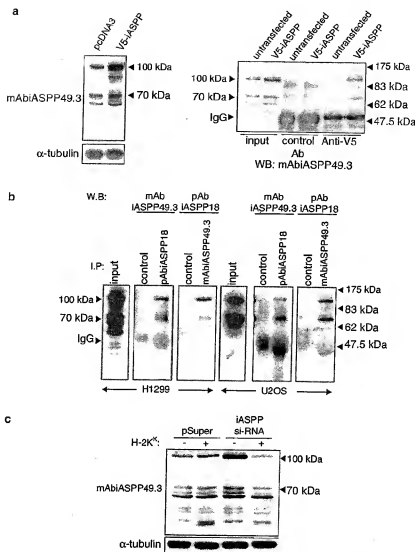 a
pcDNA3
V5-iASPP
100 kDa
mAbiASPP49.3
70 kDa
α-tubulin
untransfected
V5-iASPP
untransfected
V5-iASPP
untransfected
V5-iASPP
175 kDa
100 kDa
83 kDa
70 kDa
62 kDa
IgG
47.5 kDa
input
control
Anti-V5
Ab
WB: mAbiASPP49.3
b
W.B:
mAb
iASPP49.3
pAb
iASPP18
mAb
iASPP49.3
pAb
iASPP18
I.P:
input
control
pAbiASPP18
control
mAbiASPP49.3
input
control
pAbiASPP18
control
mAbiASPP49.3
175 kDa
100 kDa
83 kDa
70 kDa
62 kDa
IgG
47.5 kDa
H1299
U2OS
c
pSuper
iASPP
si-RNA
H-2Kᴷ:
- + - +
100 kDa
mAbiASPP49.3
70 kDa
α-tubulin